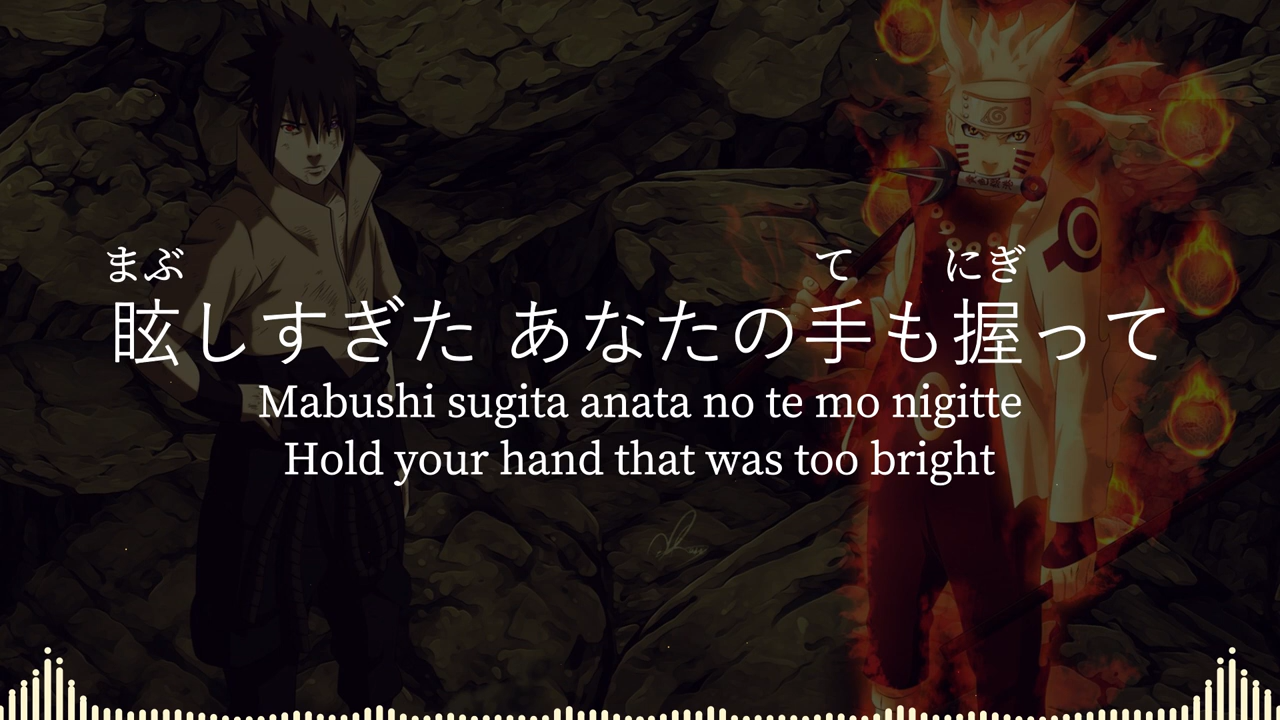 まぶ て にぎ
眩しすぎた あなたの手も握って
Mabushi sugita anata no te mo nigitte
Hold your hand that was too bright